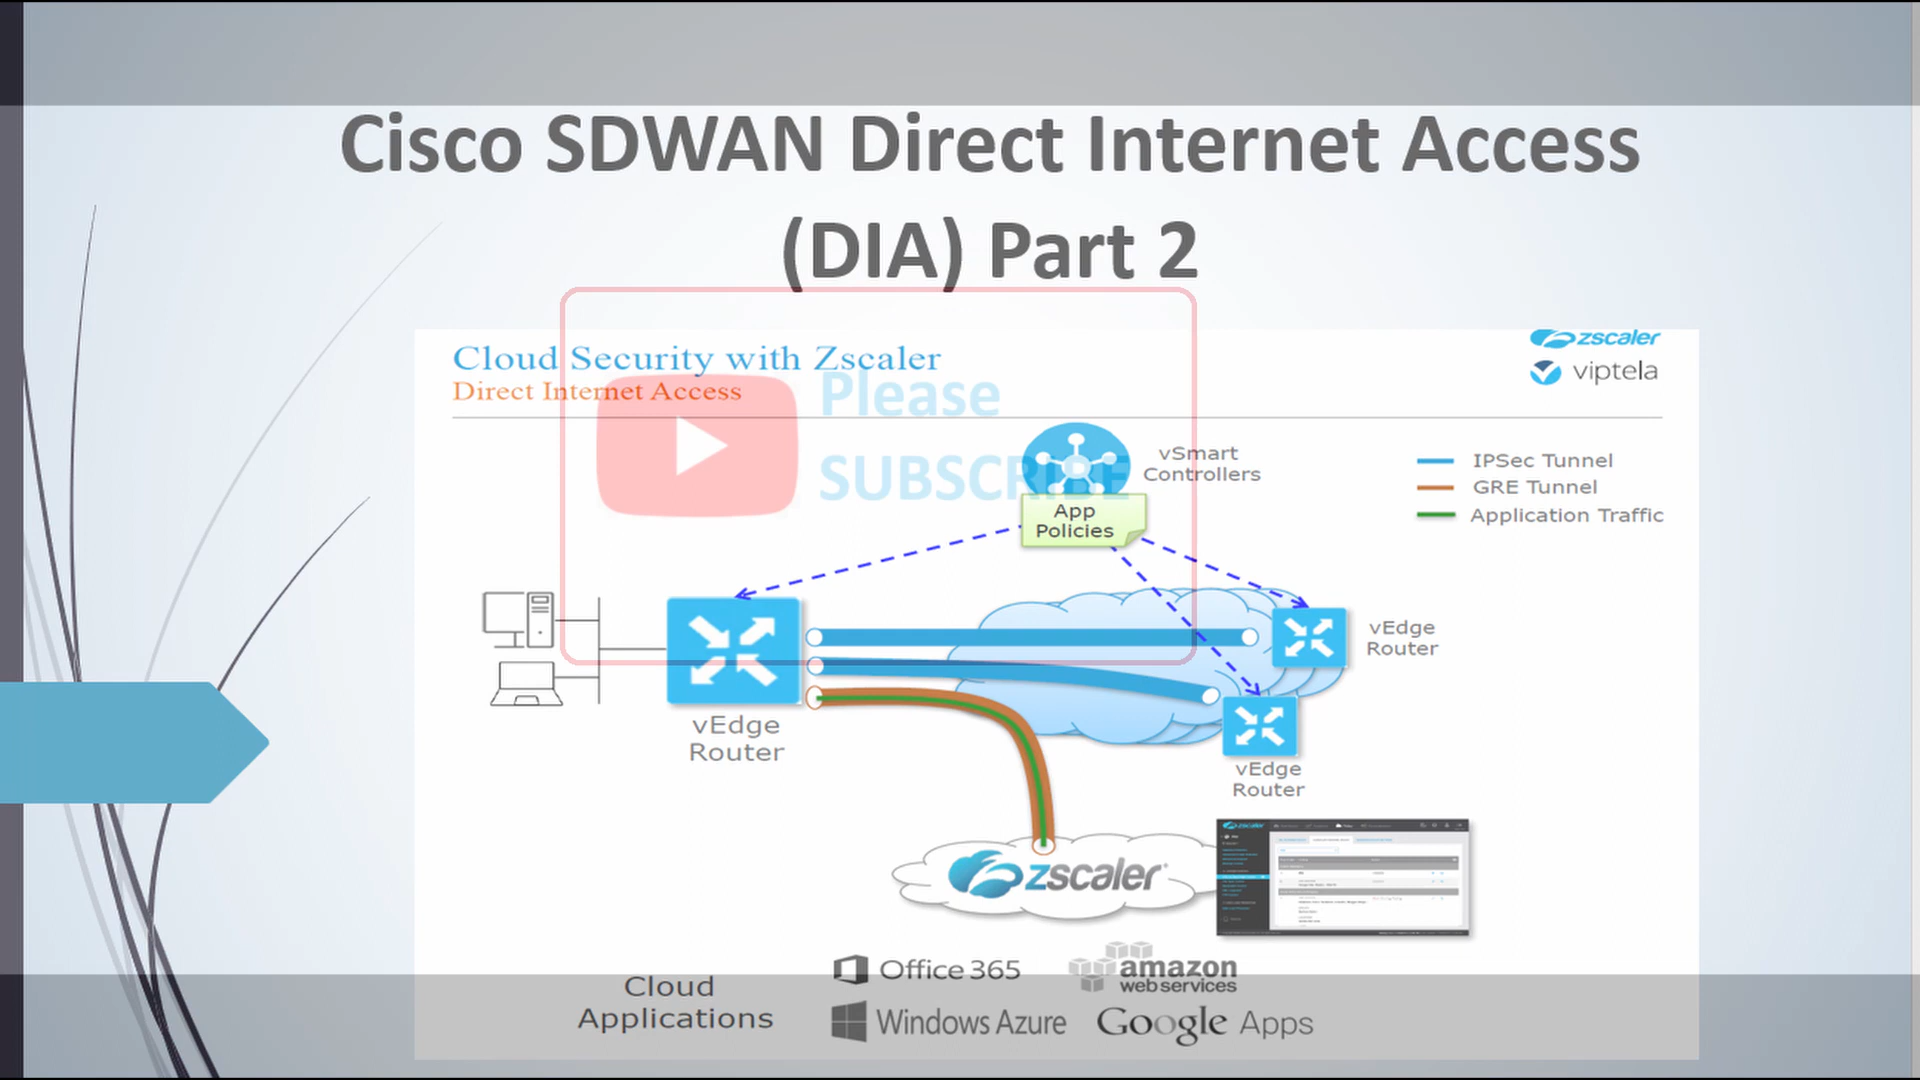 Cisco SDWAN Direct Internet Access
(DIA) Part 2
Cloud Security with Zscaler
Direct Internet Access
zscaler
viptela
Please
SUBSCRIBE
vSmart
Controllers
App
Policies
IPSec Tunnel
GRE Tunnel
Application Traffic
vEdge
Router
vEdge
Router
vEdge
Router
zscaler
Cloud
Applications
Office 365
amazon
web services
Windows Azure
Google Apps